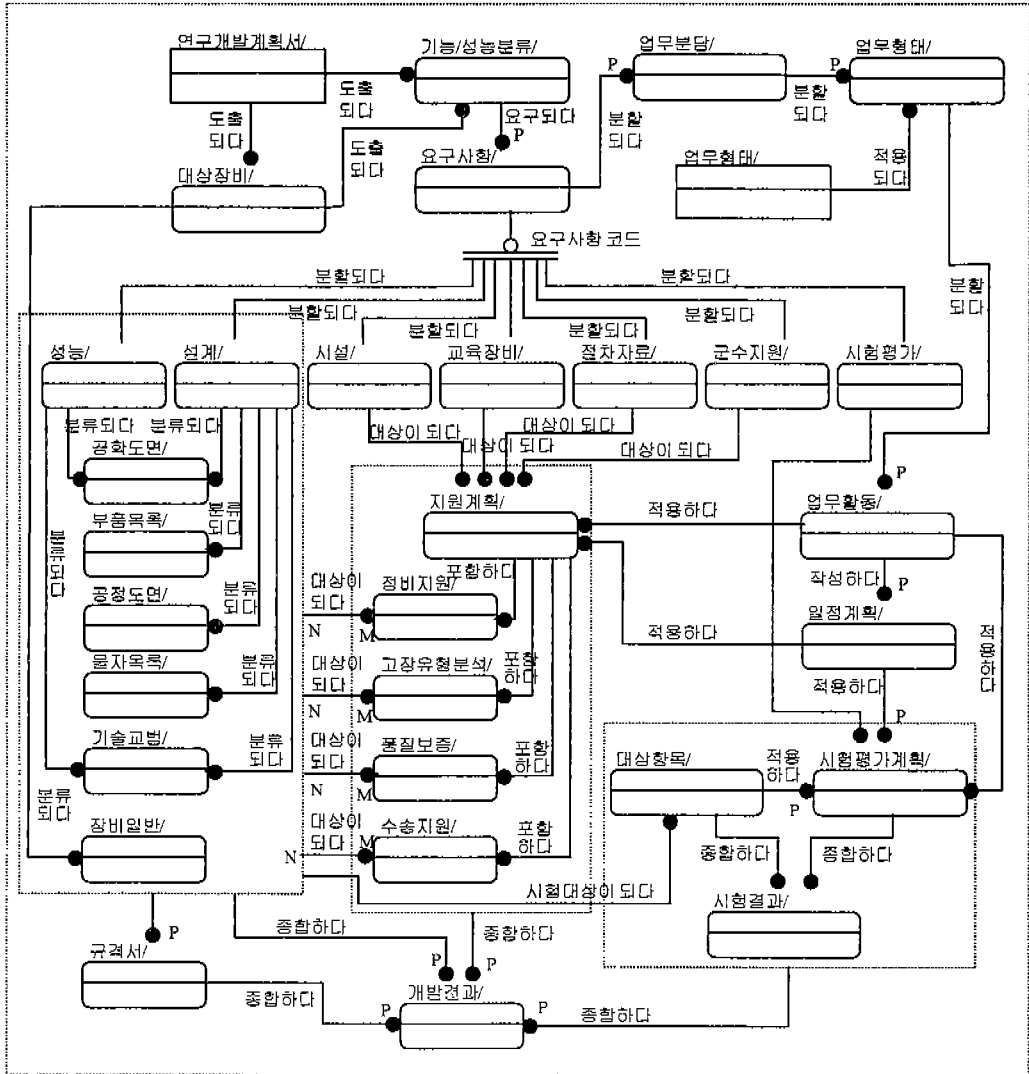 연구개발계획서/
기능/성능분류/
업무분담/
업무형태/
도출
되다
P
P
분할
되다
도출
되다
도출
되다
요구되다
P
분할
되다
대상장비/
요구사항/
업무형태/
적용
되다
요구사항 코드
분할되다
분할되다
분할되다
분할되다
분할되다
분할되다
분할
되다
성능/
설계/
시설/
교육장비/
절차자료/
군수지원/
시험평가/
분류되다
분류되다
대상이 되다
대상이 되다
대상이 되다
대상이 되다
공화도면/
P
지원계획/
적용하다
업무활동/
부품목록/
분류
되다
분류
되다
포함하다
작성하다
P
공정도면/
분류
되다
대상이
되다
정비지원/
N
M
적용하다
일정계획/
적용
하다
물자목록/
분류
되다
대상이
되다
고장유형분석/
포함
하다
N
M
적용하다
P
기술교범/
분류
되다
대상이
되다
품질보증/
포함
하다
N
M
대상항목/
적용
하다
시험평가계획/
P
분류
되다
장비일반/
대상이
되다
수송지원/
포함
하다
N
M
종합하다
종합하다
시험대상이 되다
시험결과/
P
종합하다
종합하다
규격서/
P
P
종합하다
개발결과/
P
P
종합하다